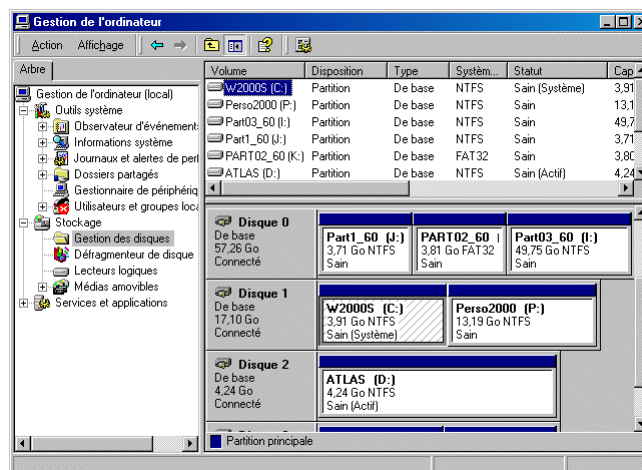 Gestion de l'ordinateur
Action Affichage
Arbre
Gestion de l'ordinateur (local)
Outils système
Observateur d'événement
Informations système
Journaux et alertes de perl
Dossiers partagés
Gestionnaire de périphériq
Utilisateurs et groupes loca
Stockage
Gestion des disques
Défragmenteur de disque
Lecteurs logiques
Médias amovibles
Services et applications
Volume Disposition Type Systèm... Statut Cap
W2000S (C:) Partition De base NTFS Sain (Système) 3,91
Perso2000 (P:) Partition De base NTFS Sain 13,1
Part03_60 (I:) Partition De base NTFS Sain 49,7
Part1_60 (J:) Partition De base NTFS Sain 3,71
PART02_60 (K:) Partition De base FAT32 Sain 3,80
ATLAS (D:) Partition De base NTFS Sain (Actif) 4,24
Disque 0
De base
57,26 Go
Connecté
Part1_60 (J:)
3,71 Go NTFS
Sain
PART02_60 (
3,81 Go FAT32
Sain
Part03_60 (I:)
49,75 Go NTFS
Sain
Disque 1
De base
17,10 Go
Connecté
W2000S (C:)
3,91 Go NTFS
Sain (Système)
Perso2000 (P:)
13,19 Go NTFS
Sain
Disque 2
De base
4,24 Go
Connecté
ATLAS (D:)
4,24 Go NTFS
Sain (Actif)
Partition principale